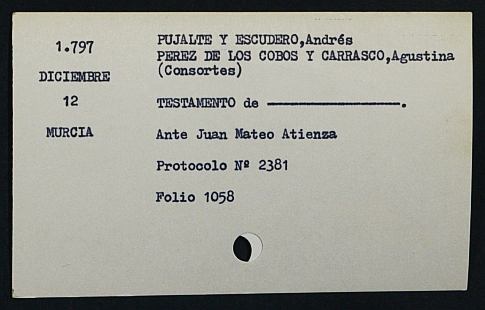 1.797
DICIEMBRE
12
MURCIA
PUJALTE Y ESCUDERO,Andrés
PEREZ DE LOS COBOS Y CARRASCO,Agustina
(Consortes)
TESTAMENTO de ——————————.
Ante Juan Mateo Atienza
Protocolo Nº 2381
Folio 1058